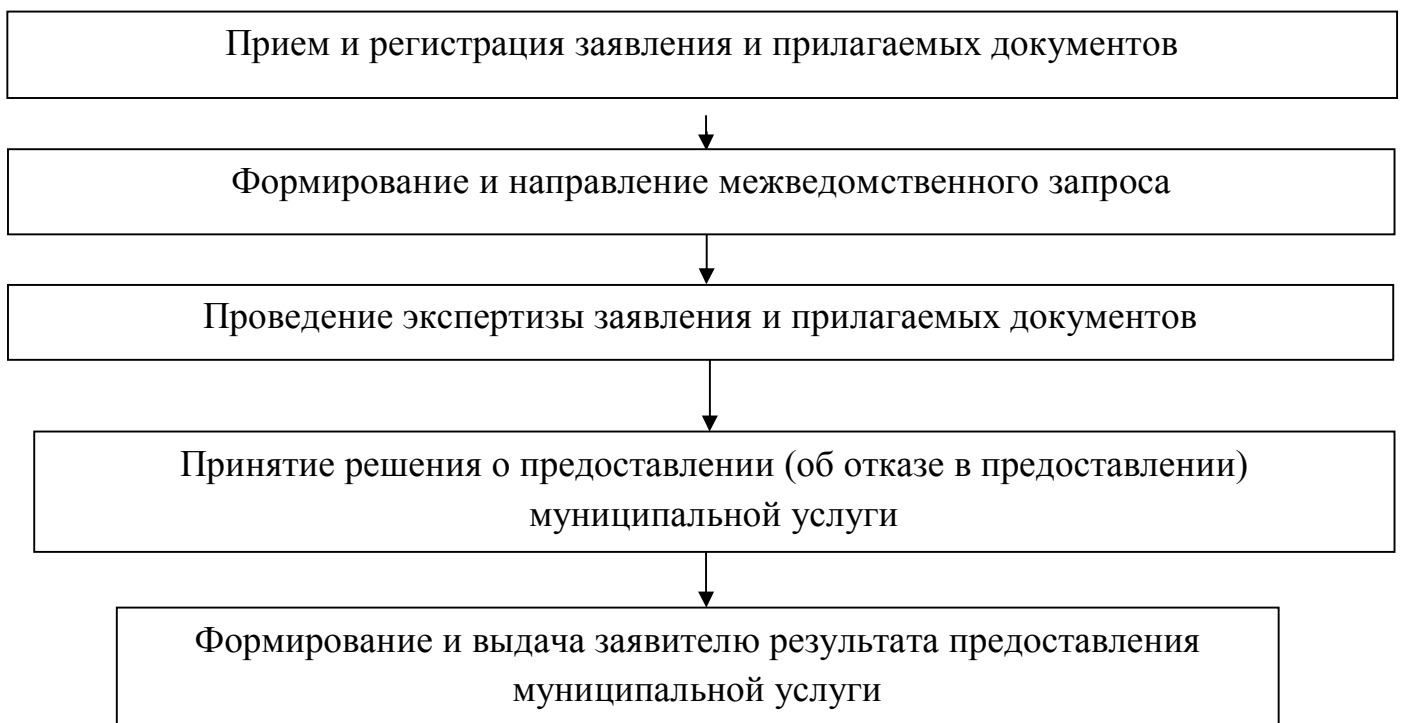 Прием и регистрация заявления и прилагаемых документов
Формирование и направление межведомственного запроса
Проведение экспертизы заявления и прилагаемых документов
Принятие решения о предоставлении (об отказе в предоставлении)
муниципальной услуги
Формирование и выдача заявителю результата предоставления
муниципальной услуги